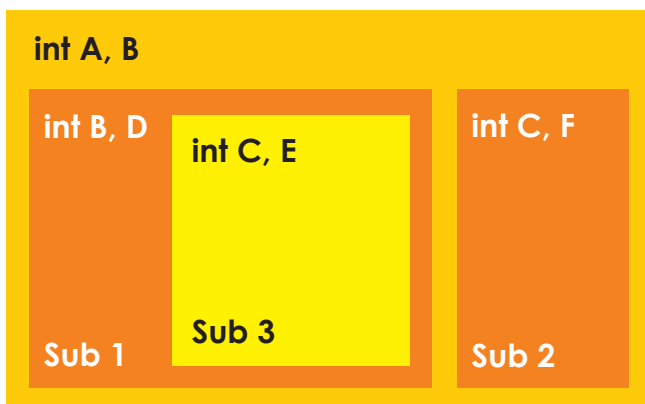 int A, B
int B, D
int C, E
Sub 3
Sub 1
int C, F
Sub 2